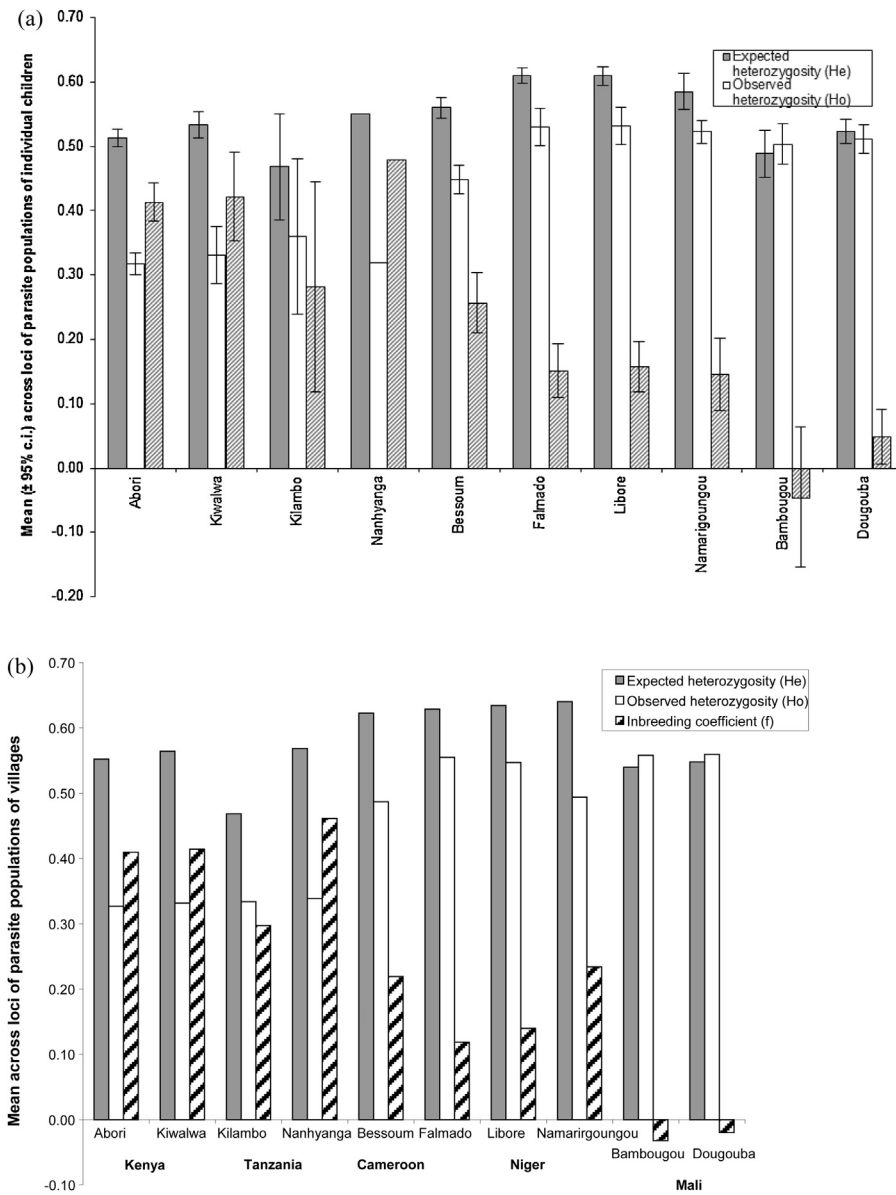 (a)
Mean (± 95% c.i.) across loci of parasite populations of individual children
0.70
0.60
0.50
0.40
0.30
0.20
0.10
0.00
-0.10
-0.20
Expected
heterozygosity (He)
Observed
heterozygosity (Ho)
Abori
Kiwalwa
Kilambo
Nanhyanga
Bessoum
Falmado
Libore
Namarigoungou
Bambougou
Dougouba
(b)
Mean across loci of parasite populations of villages
0.70
0.60
0.50
0.40
0.30
0.20
0.10
0.00
-0.10
Expected heterozygosity (He)
Observed heterozygosity (Ho)
Inbreeding coefficient (f)
Abori Kiwalwa Kilambo Nanhyanga Bessoum Falmado Libore Namarirgoungou
Bambougou Dougouba
Kenya Tanzania Cameroon Niger
Mali